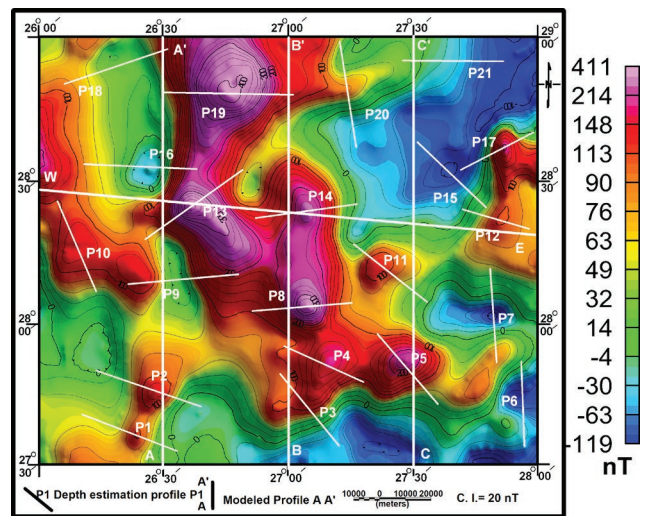 26° 00' 26° 30' 27° 00' 27° 30' 28° 00'
29° 00'
A' B' C'
P21
P18
N
P19
P20
P17
P16
28° 30'
W
P14
P15
P13
P12
P10
E
P11
P9
P8
28° 00'
P7
P4
P5
P2
P6
P1
P3
A B C
27° 30'
26° 30' 27° 00' 27° 30' 28° 00'
411
214
148
113
90
76
63
49
32
14
-4
-30
-63
-119
nT
P1 Depth estimation profile P1
A'
A
Modeled Profile A A'
10000 0 10000 20000
(meters)
C. I.= 20 nT